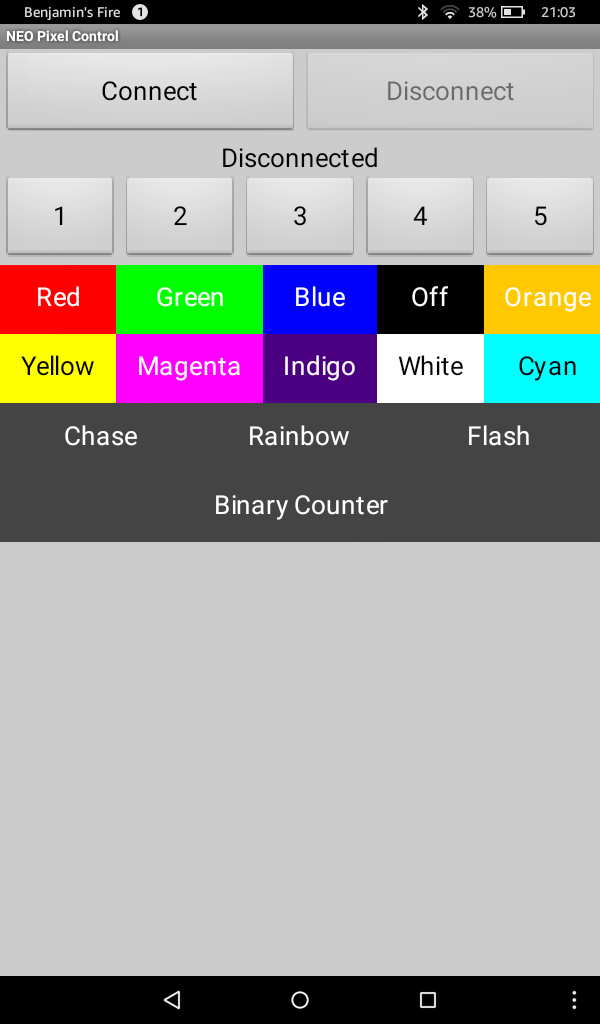 Benjamin's Fire 1 38% 21:03
NEO Pixel Control
Connect Disconnect
Disconnected
1 2 3 4 5
Red Green Blue Off Orange
Yellow Magenta Indigo White Cyan
Chase Rainbow Flash
Binary Counter